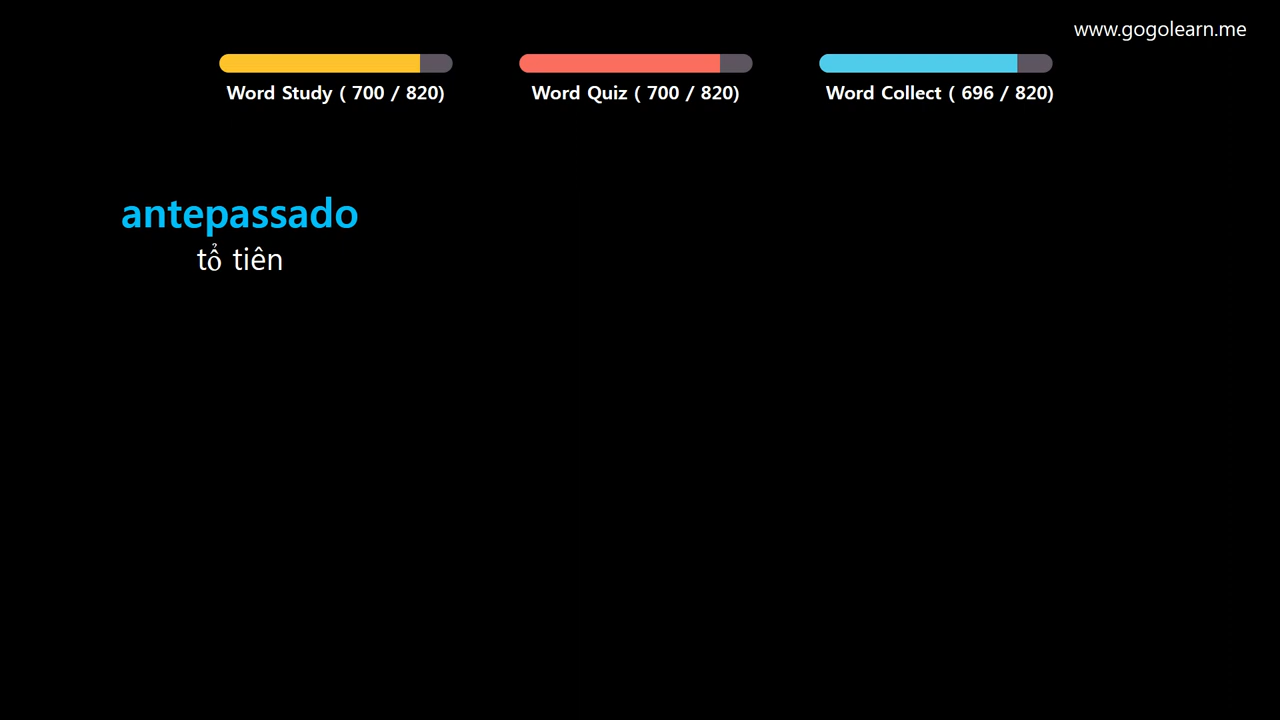 www.gogolearn.me
Word Study ( 700 / 820)
Word Quiz ( 700 / 820)
Word Collect ( 696 / 820)
antepassado
tổ tiên